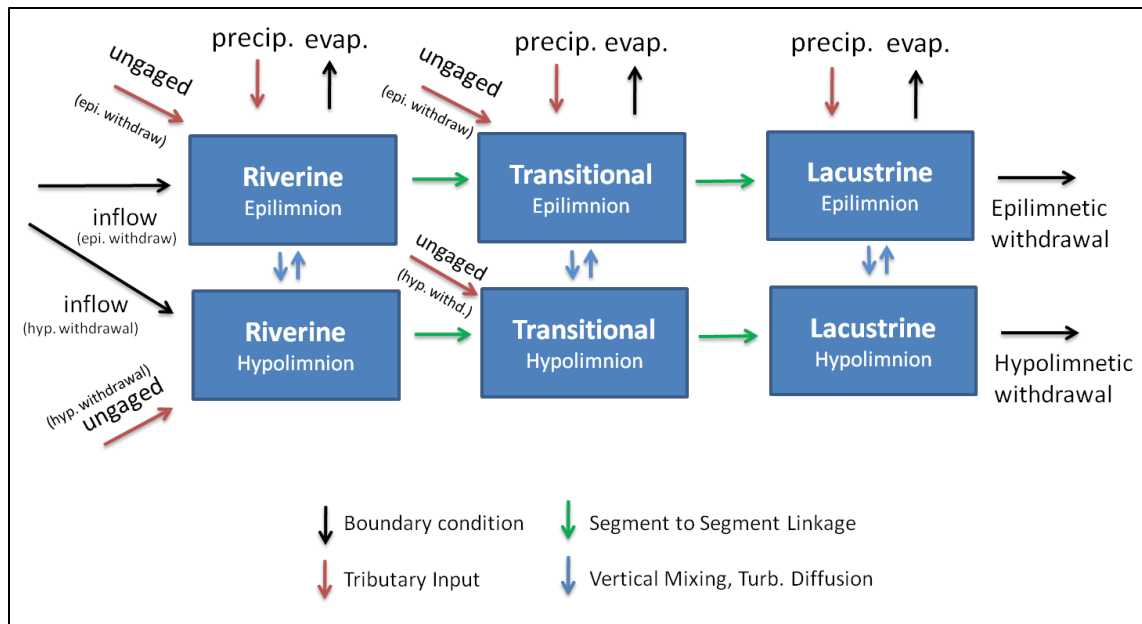 precip. evap.
precip. evap.
precip. evap.
ungaged
(epi. withdraw)
ungaged
(epi. withdraw)
Riverine
Epilimnion
Transitional
Epilimnion
Lacustrine
Epilimnion
inflow
(epi. withdraw)
Epilimnetic
withdrawal
ungaged
(hyp. withd.)
inflow
(hyp. withdrawal)
Riverine
Hypolimnion
Transitional
Hypolimnion
Lacustrine
Hypolimnion
Hypolimnetic
withdrawal
(hyp. withdrawal)
ungaged
Boundary condition
Segment to Segment Linkage
Tributary Input
Vertical Mixing, Turb. Diffusion